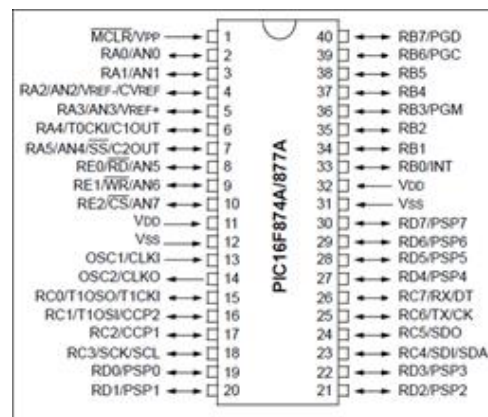 MCLR/VPP 1 40 RB7/PGD
RA0/AN0 2 39 RB6/PGC
RA1/AN1 3 38 RB5
RA2/AN2/VREF-/CVREF 4 37 RB4
RA3/AN3/VREF+ 5 36 RB3/PGM
RA4/T0CKI/C1OUT 6 35 RB2
RA5/AN4/SS/C2OUT 7 34 RB1
RE0/RD/AN5 8 33 RB0/INT
RE1/WR/AN6 9 32 VDD
RE2/CS/AN7 10 31 VSS
VDD 11 30 RD7/PSP7
VSS 12 29 RD6/PSP6
OSC1/CLKI 13 28 RD5/PSP5
OSC2/CLKO 14 27 RD4/PSP4
RC0/T1OSO/T1CKI 15 26 RC7/RX/DT
RC1/T1OSI/CCP2 16 25 RC6/TX/CK
RC2/CCP1 17 24 RC5/SDO
RC3/SCK/SCL 18 23 RC4/SDI/SDA
RD0/PSP0 19 22 RD3/PSP3
RD1/PSP1 20 21 RD2/PSP2
PIC16F874A/877A